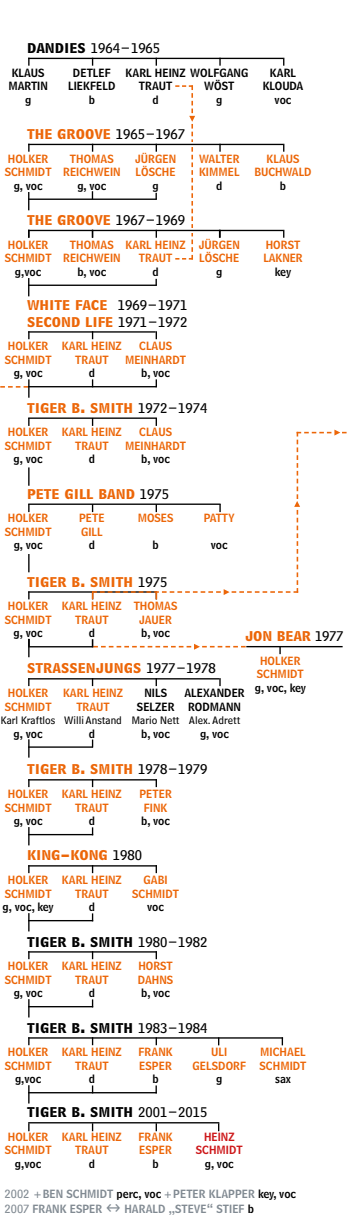 DANDIES 1964–1965
KLAUS DETLEF KARL HEINZ WOLFGANG KARL
MARTIN LIEKFELD TRAUT WÖST KLOUDA
g b d g voc
THE GROOVE 1965–1967
HOLKER THOMAS JÜRGEN WALTER KLAUS
SCHMIDT REICHWEIN LÖSCHE KIMMEL BUCHWALD
g, voc g, voc g d b
THE GROOVE 1967–1969
HOLKER THOMAS KARL HEINZ JÜRGEN HORST
SCHMIDT REICHWEIN TRAUT LÖSCHE LAKNER
g,voc b, voc d g key
WHITE FACE 1969–1971
SECOND LIFE 1971–1972
HOLKER KARL HEINZ CLAUS
SCHMIDT TRAUT MEINHARDT
g, voc d b, voc
TIGER B. SMITH 1972–1974
HOLKER KARL HEINZ CLAUS
SCHMIDT TRAUT MEINHARDT
g, voc d b, voc
PETE GILL BAND 1975
HOLKER PETE MOSES PATTY
SCHMIDT GILL
g, voc d b voc
TIGER B. SMITH 1975
HOLKER KARL HEINZ THOMAS
SCHMIDT TRAUT JAUER
g, voc d b, voc
JON BEAR 1977
HOLKER
SCHMIDT
g, voc, key
STRASSENJUNGS 1977–1978
HOLKER KARL HEINZ NILS ALEXANDER
SCHMIDT TRAUT SELZER RODMANN
Karl Kraftlos Willi Anstand Mario Nett Alex. Adrett
g, voc d b, voc g, voc
TIGER B. SMITH 1978–1979
HOLKER KARL HEINZ PETER
SCHMIDT TRAUT FINK
g, voc d b, voc
KING–KONG 1980
HOLKER KARL HEINZ GABI
SCHMIDT TRAUT SCHMIDT
g, voc, key d voc
TIGER B. SMITH 1980–1982
HOLKER KARL HEINZ HORST
SCHMIDT TRAUT DAHNS
g, voc d b, voc
TIGER B. SMITH 1983–1984
HOLKER KARL HEINZ FRANK ULI MICHAEL
SCHMIDT TRAUT ESPER GELSDORF SCHMIDT
g,voc d b g sax
TIGER B. SMITH 2001–2015
HOLKER KARL HEINZ FRANK HEINZ
SCHMIDT TRAUT ESPER SCHMIDT
g,voc d b g, voc
2002 + BEN SCHMIDT perc, voc + PETER KLAPPER key, voc
2007 FRANK ESPER ↔ HARALD „STEVE“ STIEF b